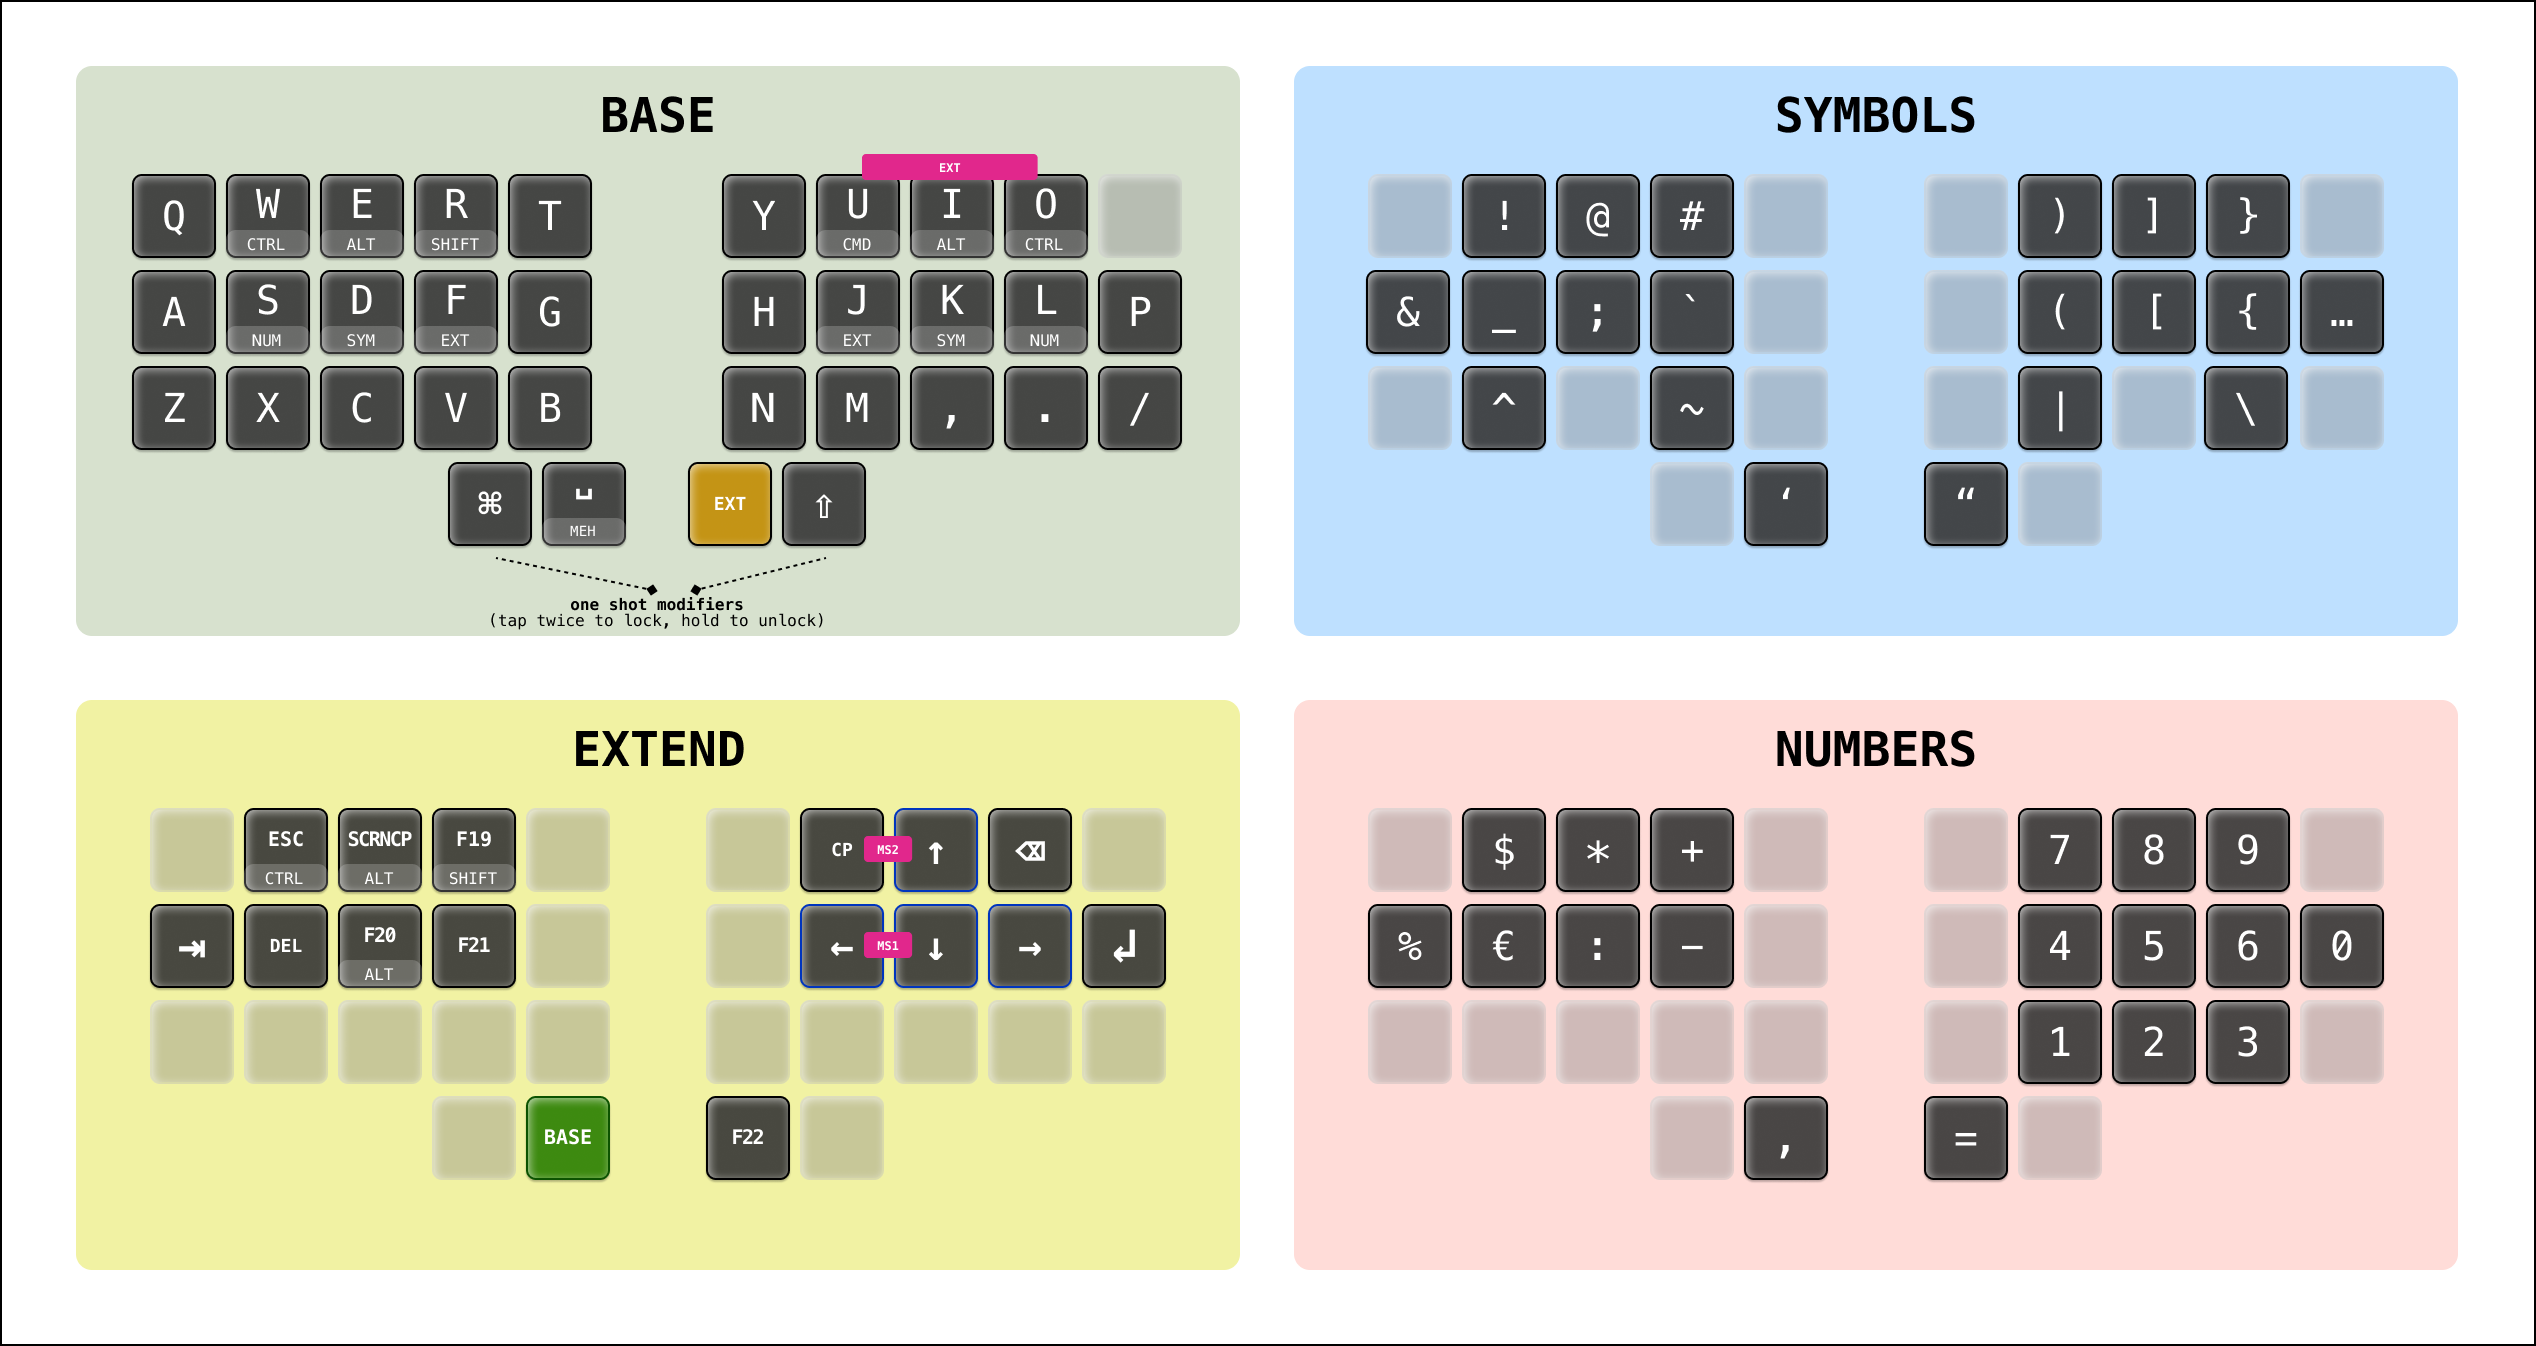 BASE
EXT
Q W E R T Y U I O
CTRL ALT SHIFT CMD ALT CTRL
A S D F G H J K L P
NUM SYM EXT EXT SYM NUM
Z X C V B N M , . /
⌘ ␣ EXT ⇧
MEH
one shot modifiers
(tap twice to lock, hold to unlock)
SYMBOLS
! @ # ) ] }
& _ ; ` ( [ { …
^ ~ | \
‘ “
EXTEND
ESC SCRNCP F19 CP MS2 ↑ ⌫
CTRL ALT SHIFT
⇥ DEL F20 F21 ← MS1 ↓ → ↲
ALT
BASE F22
NUMBERS
$ * + 7 8 9
% € : − 4 5 6 0
1 2 3
, =